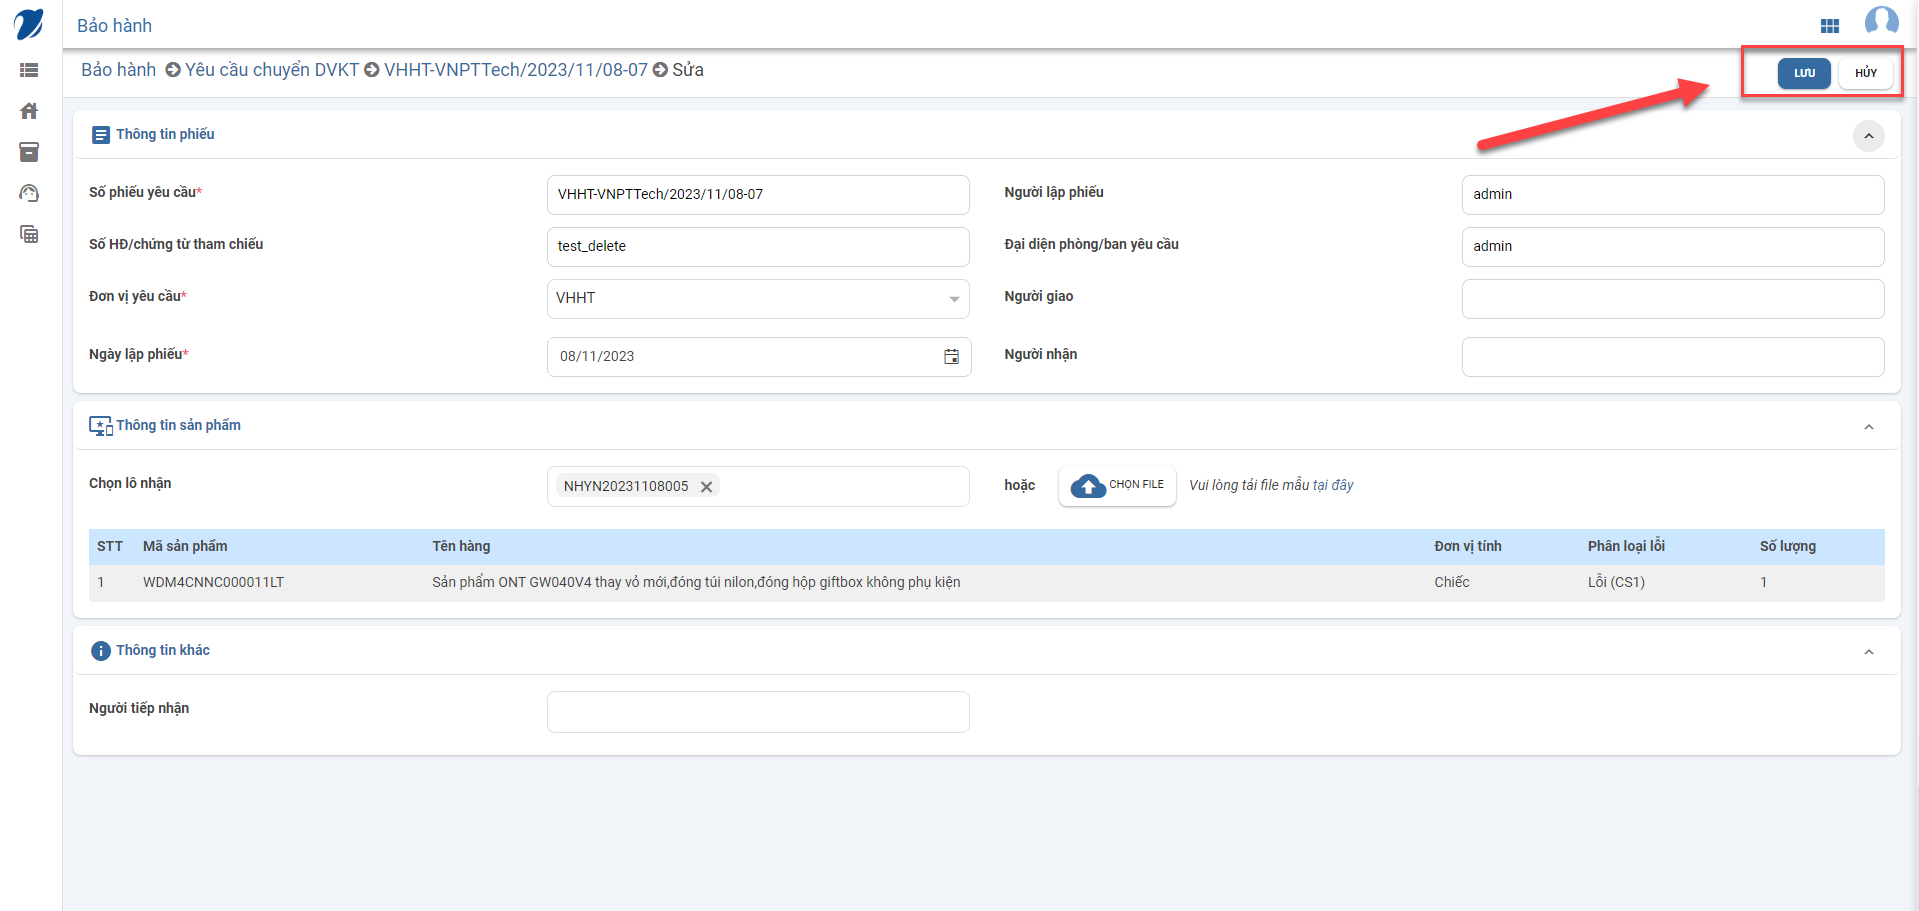 Bảo hành
Bảo hành Yêu cầu chuyển DVKT VHHT-VNPTTech/2023/11/08-07 Sửa
LƯU HỦY
Thông tin phiếu
Số phiếu yêu cầu* VHHT-VNPTTech/2023/11/08-07 Người lập phiếu admin
Số HĐ/chứng từ tham chiếu test_delete Đại diện phòng/ban yêu cầu admin
Đơn vị yêu cầu* VHHT Người giao
Ngày lập phiếu* 08/11/2023 Người nhận
Thông tin sản phẩm
Chọn lô nhận NHYN20231108005 hoặc CHỌN FILE Vui lòng tải file mẫu tại đây
STT Mã sản phẩm Tên hàng Đơn vị tính Phân loại lỗi Số lượng
1 WDM4CNNC000011LT Sản phẩm ONT GW040V4 thay vỏ mới,đóng túi nilon,đóng hộp giftbox không phụ kiện Chiếc Lỗi (CS1) 1
Thông tin khác
Người tiếp nhận